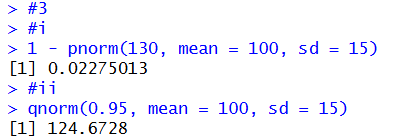 > #3
> #i
> 1 - pnorm(130, mean = 100, sd = 15)
[1] 0.02275013
> #ii
> qnorm(0.95, mean = 100, sd = 15)
[1] 124.6728